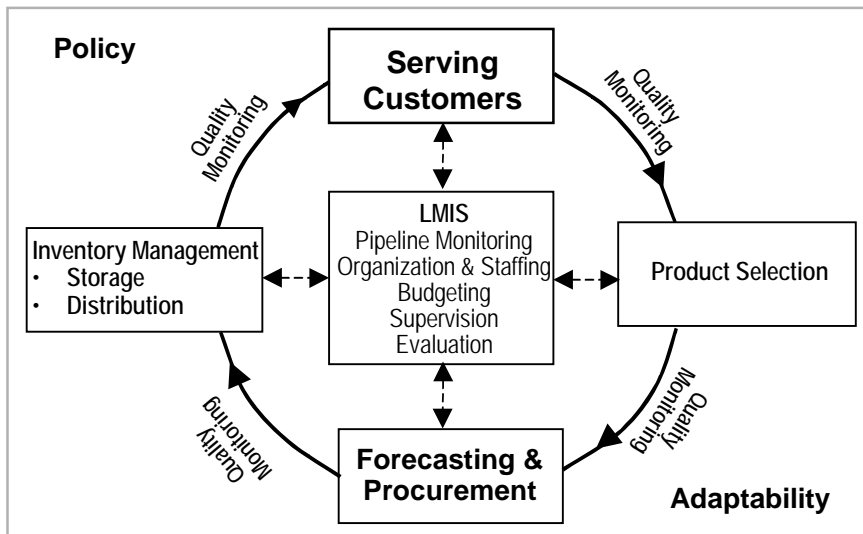 Policy
Serving
Customers
Quality
Monitoring
Quality
Monitoring
LMIS
Pipeline Monitoring
Organization & Staffing
Budgeting
Supervision
Evaluation
Inventory Management
• Storage
• Distribution
Product Selection
Quality
Monitoring
Quality
Monitoring
Forecasting &
Procurement
Adaptability